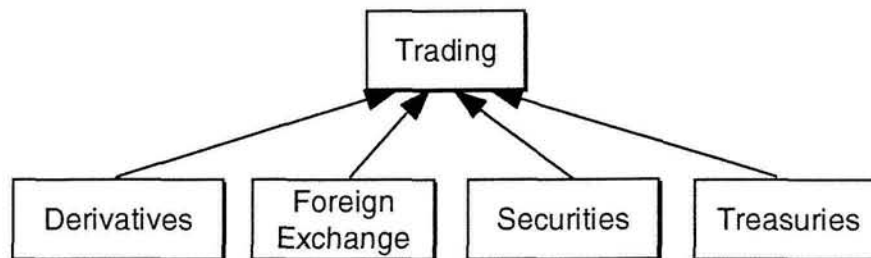 Trading
Derivatives
Foreign
Exchange
Securities
Treasuries